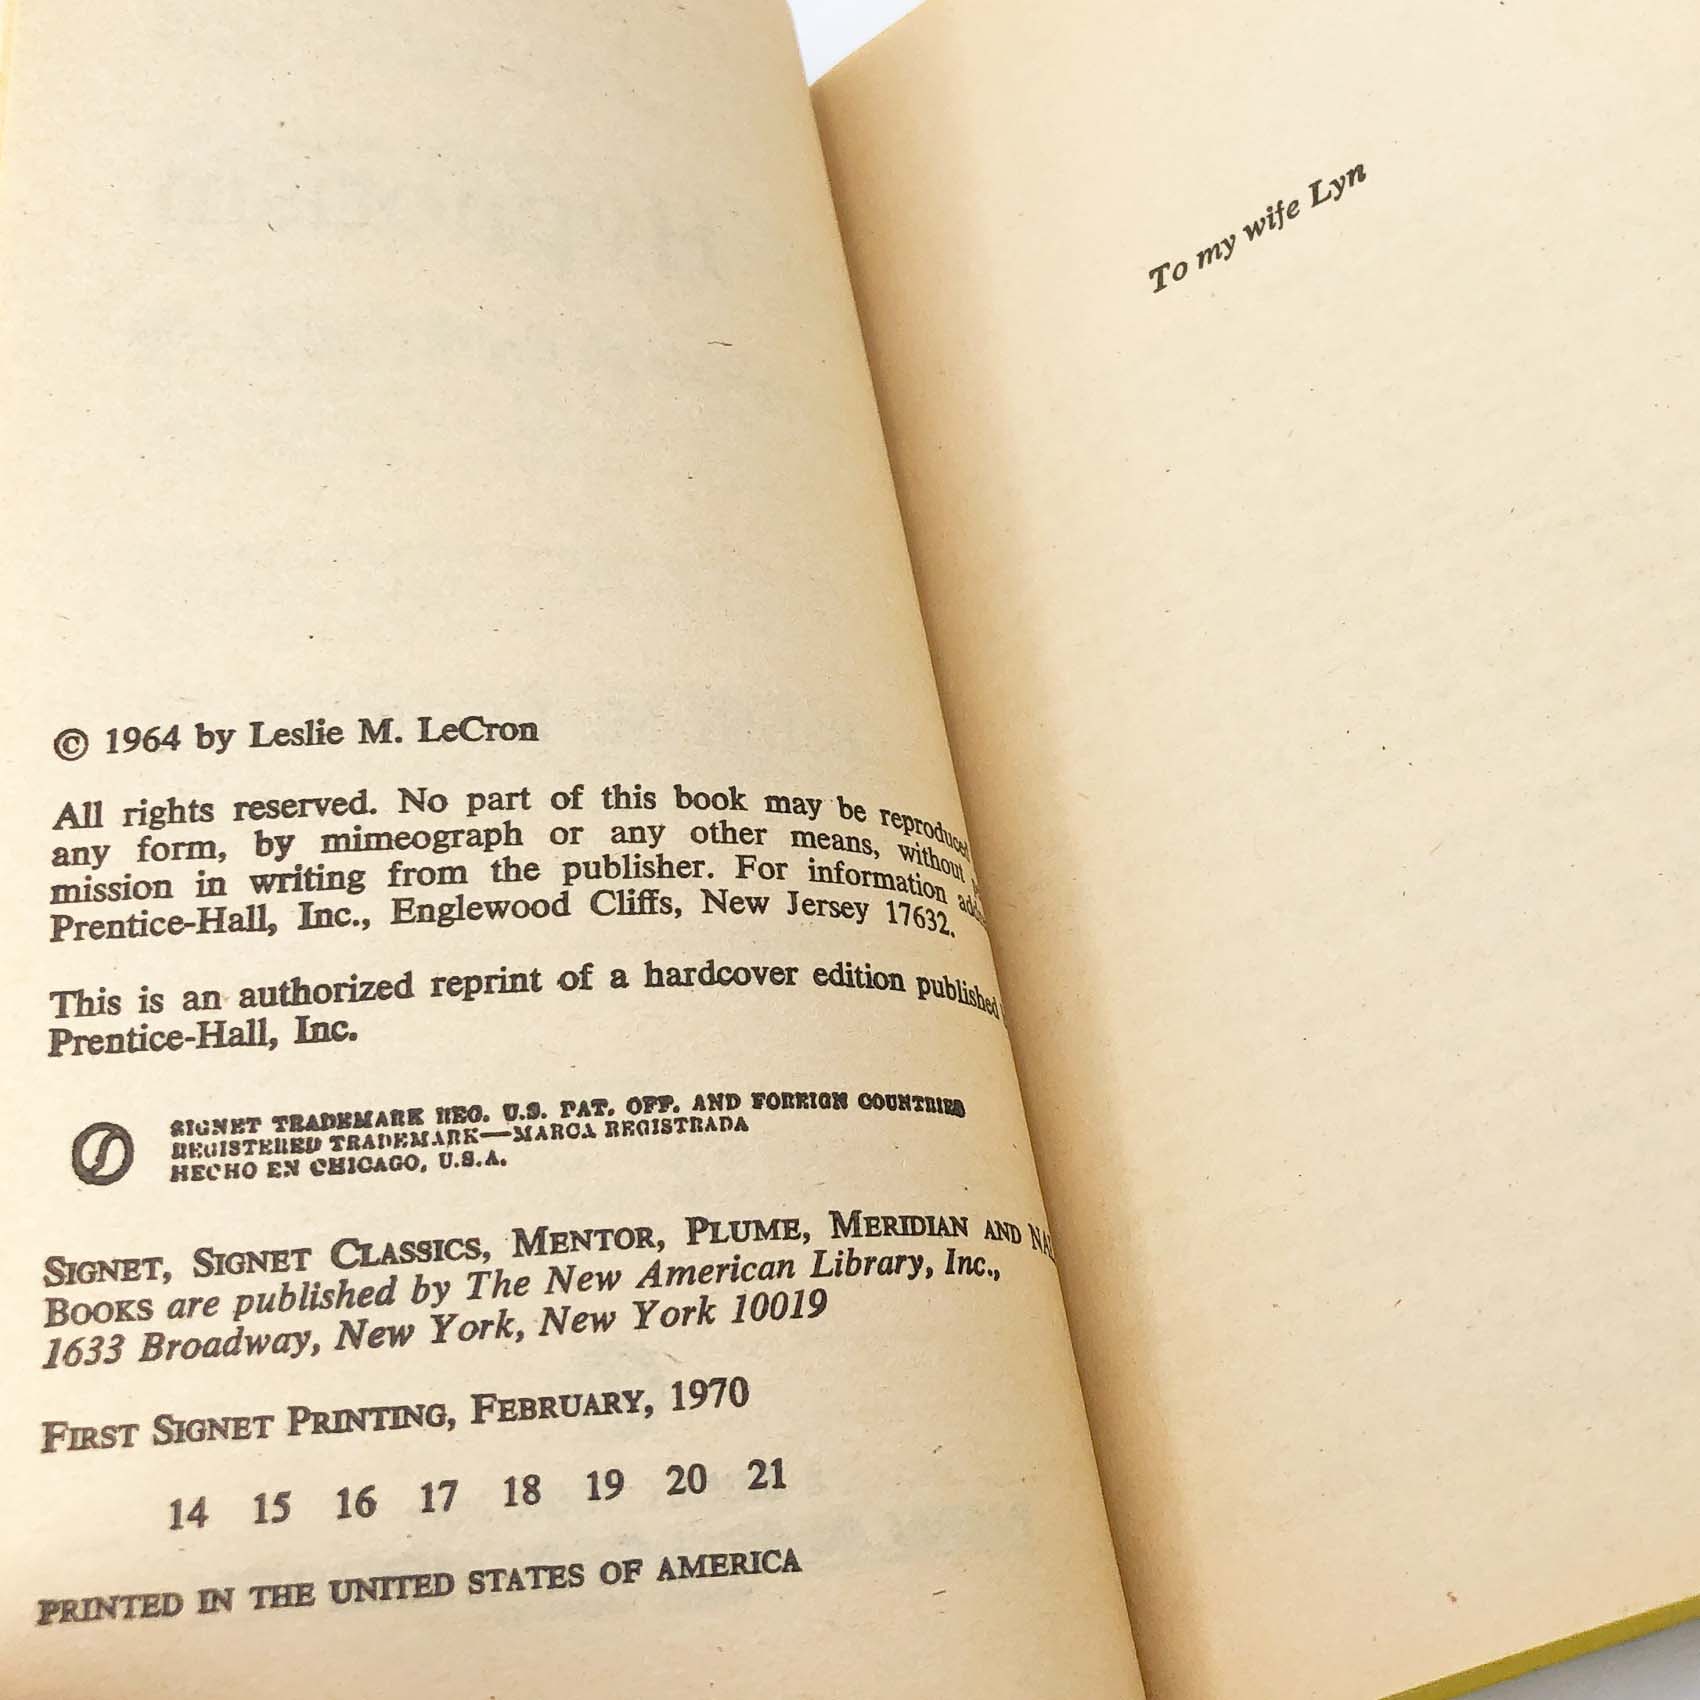 © 1964 by Leslie M. LeCron
All rights reserved. No part of this book may be reproduced
any form, by mimeograph or any other means, without
mission in writing from the publisher. For information
Prentice-Hall, Inc., Englewood Cliffs, New Jersey 17632.
This is an authorized reprint of a hardcover edition published
Prentice-Hall, Inc.
SIGNET TRADEMARK REG. U.S. PAT. OFF. AND FOREIGN COUNTRIES
REGISTERED TRADEMARK—MARCA REGISTRADA
HECHO EN CHICAGO, U.S.A.
SIGNET, SIGNET CLASSICS, MENTOR, PLUME, MERIDIAN AND
BOOKS are published by The New American Library, Inc.,
1633 Broadway, New York, New York 10019
FIRST SIGNET PRINTING, FEBRUARY, 1970
14 15 16 17 18 19 20 21
PRINTED IN THE UNITED STATES OF AMERICA
To my wife Lyn